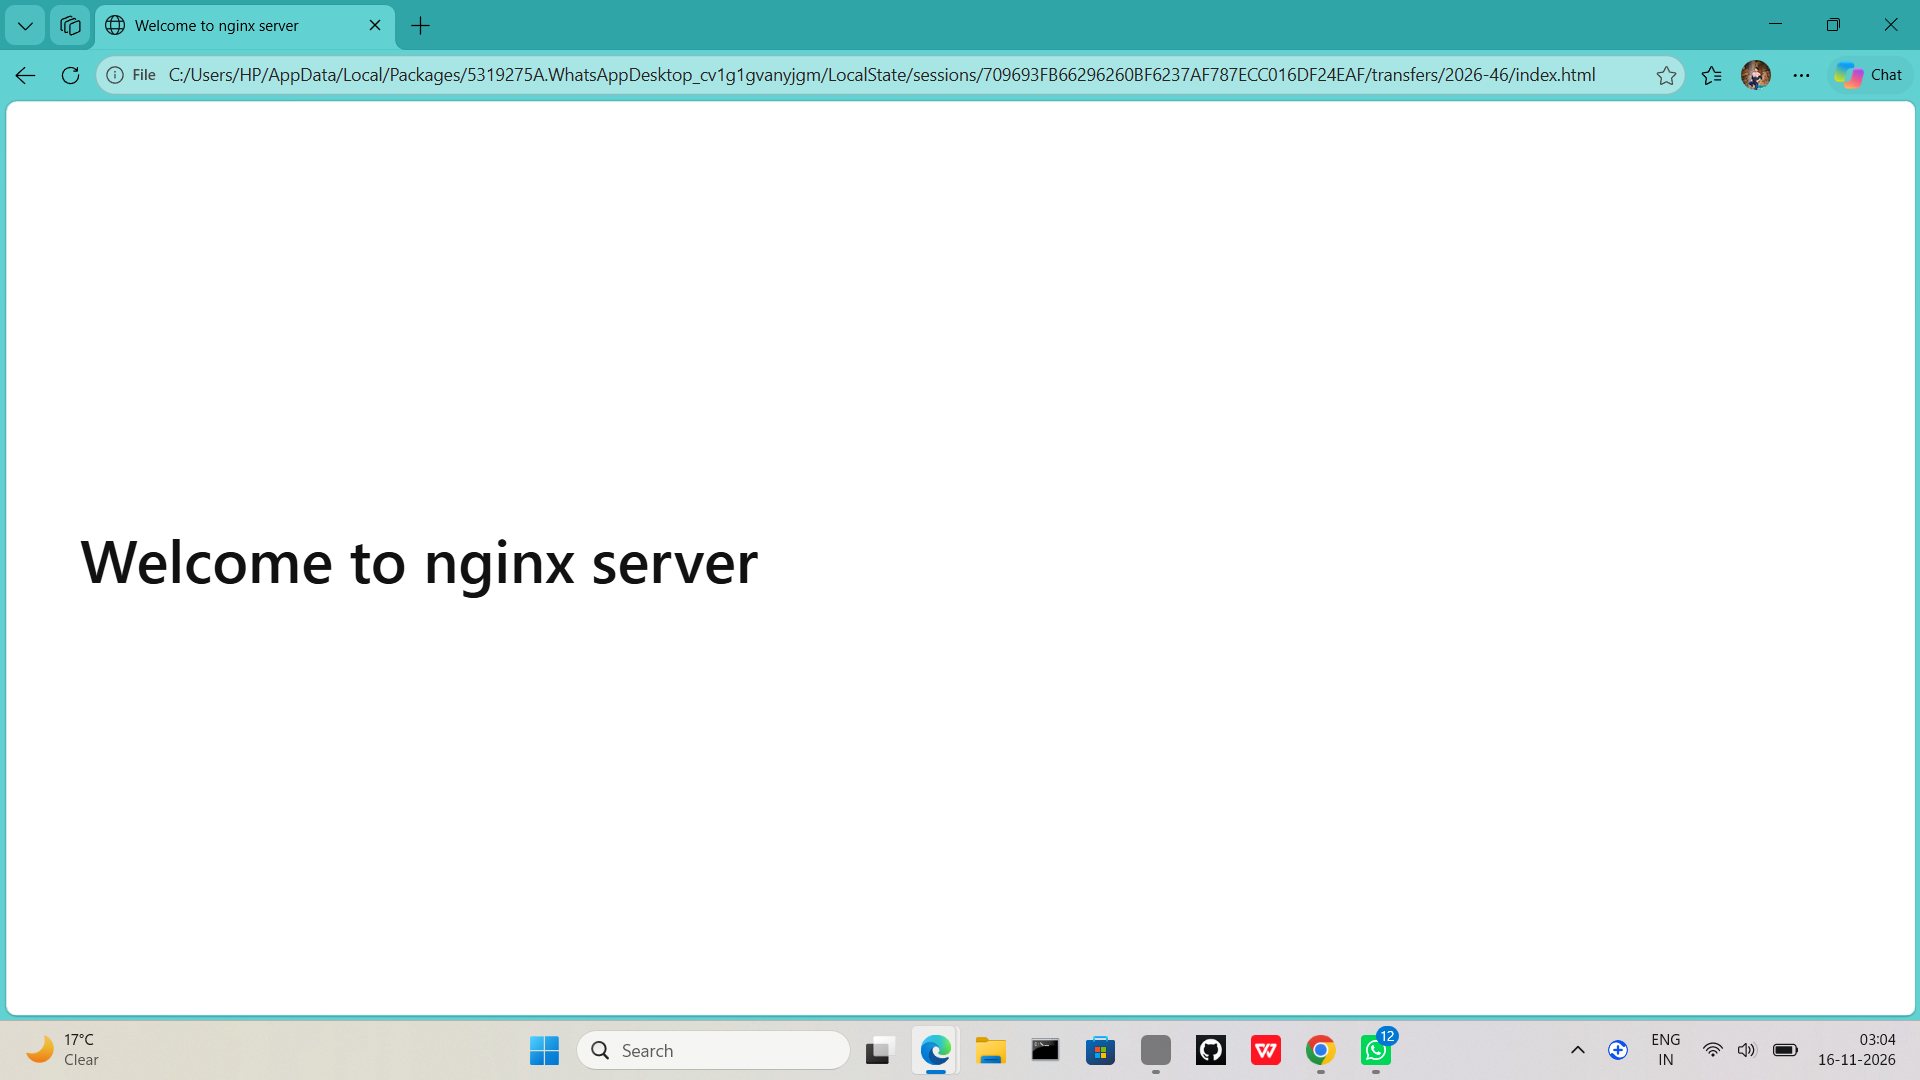 Welcome to nginx server
File C:/Users/HP/AppData/Local/Packages/5319275A.WhatsAppDesktop_cv1g1gvanyjgm/LocalState/sessions/709693FB66296260BF6237AF787ECC016DF24EAF/transfers/2026-46/index.html
Chat
Welcome to nginx server
17°C
Clear
Search
12
ENG
IN
03:04
16-11-2026